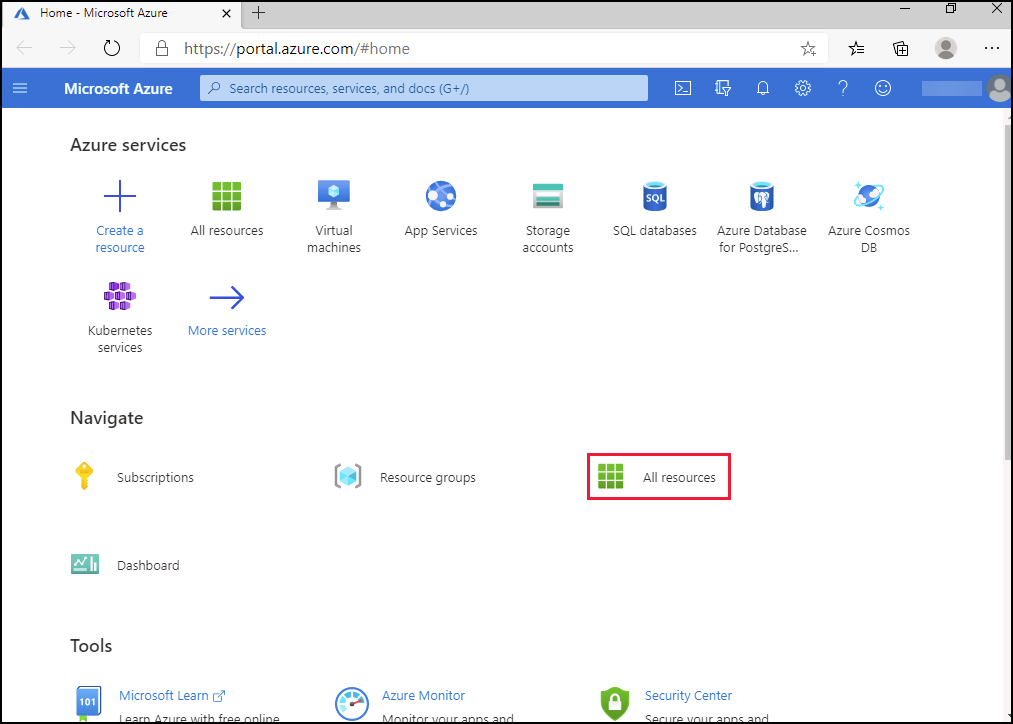 Home - Microsoft Azure
https://portal.azure.com/#home
Microsoft Azure
Search resources, services, and docs (G+/)
Azure services
Create a
resource
All resources
Virtual
machines
App Services
Storage
accounts
SQL
SQL databases
Azure Database
for PostgreS...
Azure Cosmos
DB
Kubernetes
services
More services
Navigate
Subscriptions
Resource groups
All resources
Dashboard
Tools
101
Microsoft Learn
Learn Azure with free online
Azure Monitor
Monitor your apps and
Security Center
Secure your apps and